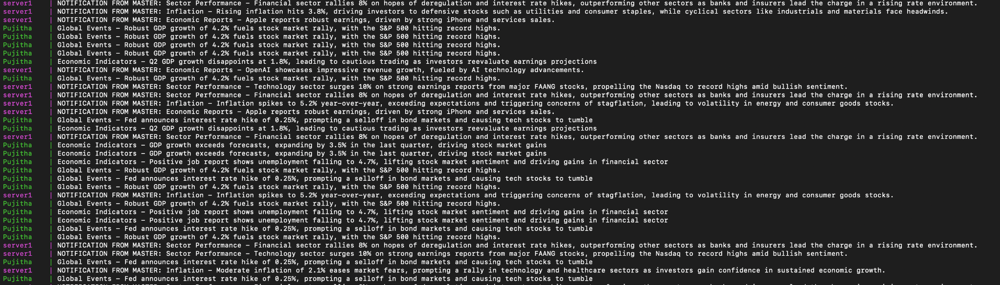 server1 | NOTIFICATION FROM MASTER: Sector Performance – Financial sector rallies 8% on hopes of deregulation and interest rate hikes, outperforming other sectors as banks and insurers lead the charge in a rising rate environment.
server1 | NOTIFICATION FROM MASTER: Inflation – Rising inflation hits 3.8%, driving investors to defensive stocks such as utilities and consumer staples, while cyclical sectors like industrials and materials face headwinds.
server1 | NOTIFICATION FROM MASTER: Economic Reports – Apple reports robust earnings, driven by strong iPhone and services sales.
Pujitha | Global Events – Robust GDP growth of 4.2% fuels stock market rally, with the S&P 500 hitting record highs.
Pujitha | Global Events – Robust GDP growth of 4.2% fuels stock market rally, with the S&P 500 hitting record highs.
Pujitha | Global Events – Robust GDP growth of 4.2% fuels stock market rally, with the S&P 500 hitting record highs.
Pujitha | Global Events – Robust GDP growth of 4.2% fuels stock market rally, with the S&P 500 hitting record highs.
Pujitha | Economic Indicators – Q2 GDP growth disappoints at 1.8%, leading to cautious trading as investors reevaluate earnings projections
server1 | NOTIFICATION FROM MASTER: Economic Reports – OpenAI showcases impressive revenue growth, fueled by AI technology advancements.
Pujitha | Global Events – Robust GDP growth of 4.2% fuels stock market rally, with the S&P 500 hitting record highs.
server1 | NOTIFICATION FROM MASTER: Sector Performance – Technology sector surges 10% on strong earnings reports from major FAANG stocks, propelling the Nasdaq to record highs amid bullish sentiment.
server1 | NOTIFICATION FROM MASTER: Sector Performance – Financial sector rallies 8% on hopes of deregulation and interest rate hikes, outperforming other sectors as banks and insurers lead the charge in a rising rate environment.
server1 | NOTIFICATION FROM MASTER: Inflation – Inflation spikes to 5.2% year-over-year, exceeding expectations and triggering concerns of stagflation, leading to volatility in energy and consumer goods stocks.
server1 | NOTIFICATION FROM MASTER: Economic Reports – Apple reports robust earnings, driven by strong iPhone and services sales.
Pujitha | Global Events – Fed announces interest rate hike of 0.25%, prompting a selloff in bond markets and causing tech stocks to tumble
Pujitha | Economic Indicators – Q2 GDP growth disappoints at 1.8%, leading to cautious trading as investors reevaluate earnings projections
server1 | NOTIFICATION FROM MASTER: Sector Performance – Financial sector rallies 8% on hopes of deregulation and interest rate hikes, outperforming other sectors as banks and insurers lead the charge in a rising rate environment.
Pujitha | Economic Indicators – GDP growth exceeds forecasts, expanding by 3.5% in the last quarter, driving stock market gains
Pujitha | Economic Indicators – GDP growth exceeds forecasts, expanding by 3.5% in the last quarter, driving stock market gains
Pujitha | Economic Indicators – Positive job report shows unemployment falling to 4.7%, lifting stock market sentiment and driving gains in financial sector
Pujitha | Global Events – Robust GDP growth of 4.2% fuels stock market rally, with the S&P 500 hitting record highs.
Pujitha | Global Events – Fed announces interest rate hike of 0.25%, prompting a selloff in bond markets and causing tech stocks to tumble
Pujitha | Global Events – Robust GDP growth of 4.2% fuels stock market rally, with the S&P 500 hitting record highs.
server1 | NOTIFICATION FROM MASTER: Inflation – Inflation spikes to 5.2% year-over-year, exceeding expectations and triggering concerns of stagflation, leading to volatility in energy and consumer goods stocks.
Pujitha | Global Events – Robust GDP growth of 4.2% fuels stock market rally, with the S&P 500 hitting record highs.
Pujitha | Economic Indicators – Positive job report shows unemployment falling to 4.7%, lifting stock market sentiment and driving gains in financial sector
Pujitha | Economic Indicators – Positive job report shows unemployment falling to 4.7%, lifting stock market sentiment and driving gains in financial sector
Pujitha | Global Events – Fed announces interest rate hike of 0.25%, prompting a selloff in bond markets and causing tech stocks to tumble
Pujitha | Global Events – Robust GDP growth of 4.2% fuels stock market rally, with the S&P 500 hitting record highs.
server1 | NOTIFICATION FROM MASTER: Sector Performance – Financial sector rallies 8% on hopes of deregulation and interest rate hikes, outperforming other sectors as banks and insurers lead the charge in a rising rate environment.
server1 | NOTIFICATION FROM MASTER: Sector Performance – Technology sector surges 10% on strong earnings reports from major FAANG stocks, propelling the Nasdaq to record highs amid bullish sentiment.
Pujitha | Global Events – Fed announces interest rate hike of 0.25%, prompting a selloff in bond markets and causing tech stocks to tumble
server1 | NOTIFICATION FROM MASTER: Inflation – Moderate inflation of 2.1% eases market fears, prompting a rally in technology and healthcare sectors as investors gain confidence in sustained economic growth.
Pujitha | Global Events – Fed announces interest rate hike of 0.25%, prompting a selloff in bond markets and causing tech stocks to tumble